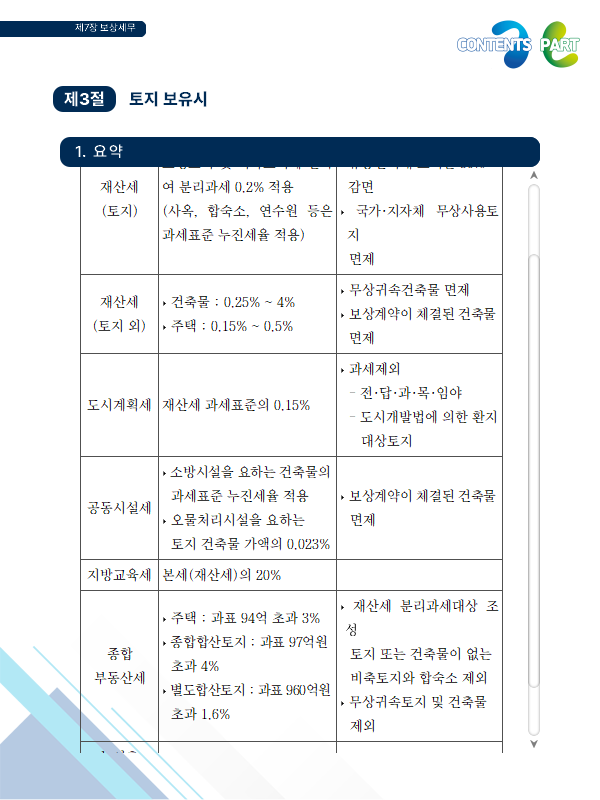 제7장 보상세무
CONTENTS PART
제3절 토지 보유시
1. 요약
재산세
(토지)
여 분리과세 0.2% 적용
(사옥, 합숙소, 연수원 등은
과세표준 누진세율 적용)
감면
▸ 국가·지자체 무상사용토
지
면제
재산세
(토지 외)
▸ 건축물 : 0.25% ~ 4%
▸ 주택 : 0.15% ~ 0.5%
▸ 무상귀속건축물 면제
▸ 보상계약이 체결된 건축물
면제
도시계획세
재산세 과세표준의 0.15%
▸ 과세제외
- 전·답·과·목·임야
- 도시개발법에 의한 환지
대상토지
공동시설세
▸ 소방시설을 요하는 건축물의
과세표준 누진세율 적용
▸ 오물처리시설을 요하는
토지 건축물 가액의 0.023%
▸ 보상계약이 체결된 건축물
면제
지방교육세
본세(재산세)의 20%
종합
부동산세
▸ 주택 : 과표 94억 초과 3%
▸ 종합합산토지 : 과표 97억원
초과 4%
▸ 별도합산토지 : 과표 960억원
초과 1.6%
▸ 재산세 분리과세대상 조
성
토지 또는 건축물이 없는
비축토지와 합숙소 제외
▸ 무상귀속토지 및 건축물
제외